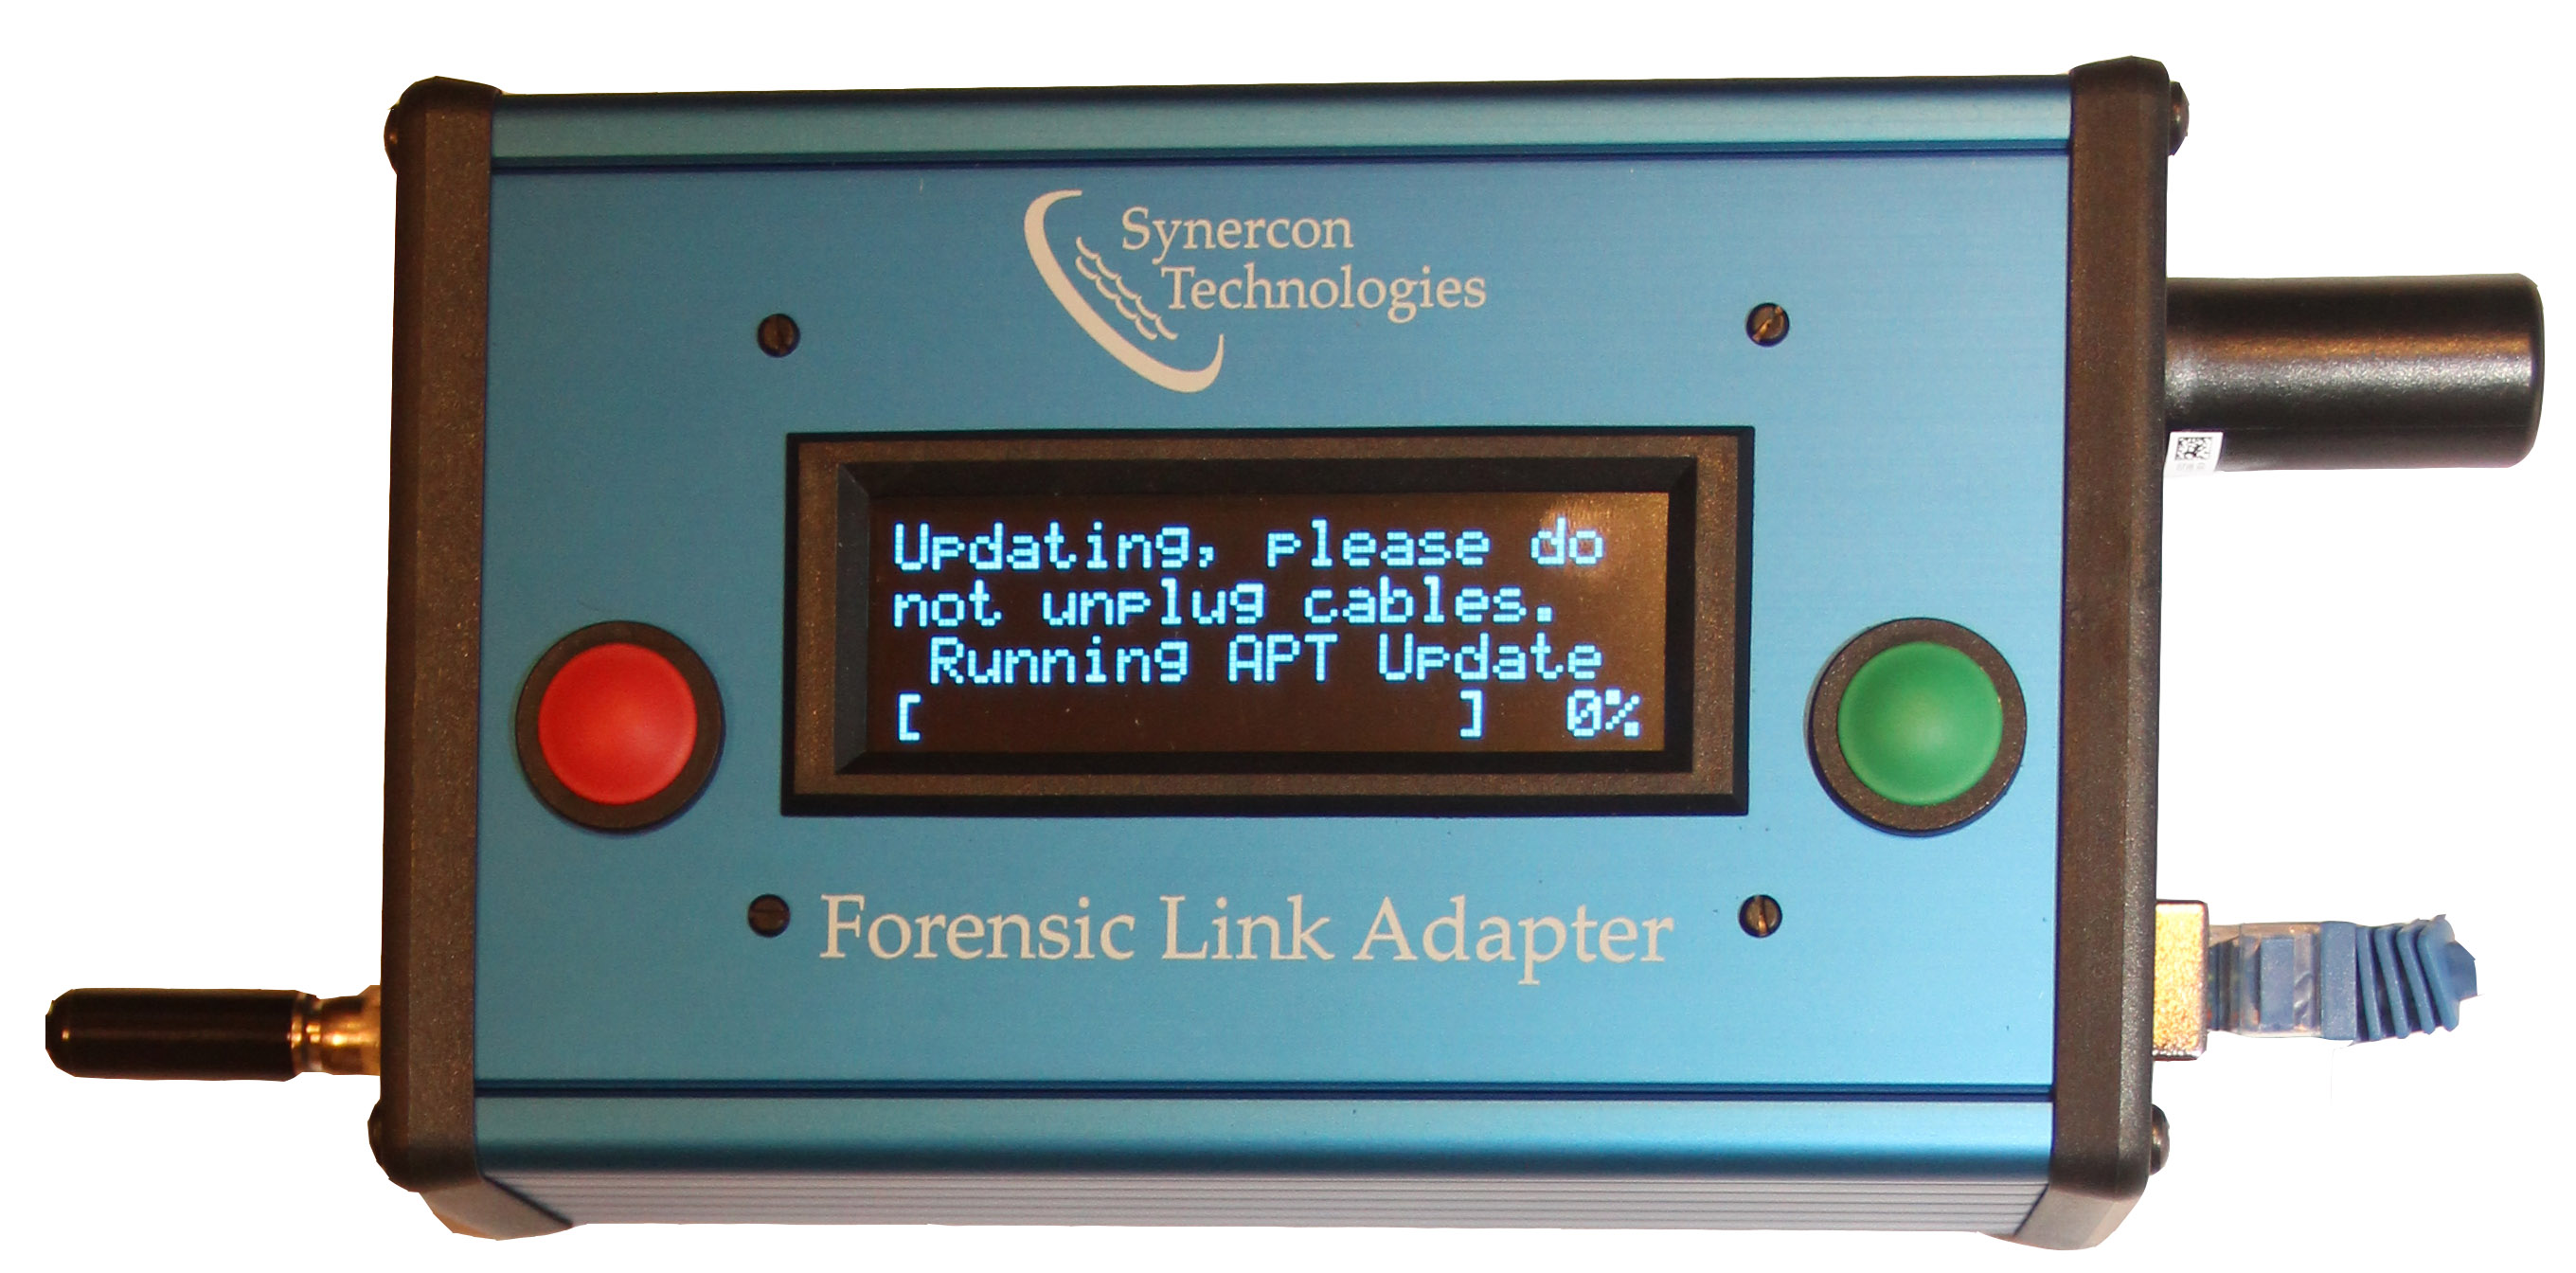 Synercon
Technologies
Updating, please do
not unplug cables.
Running APT Update
[ ] 0%
Forensic Link Adapter